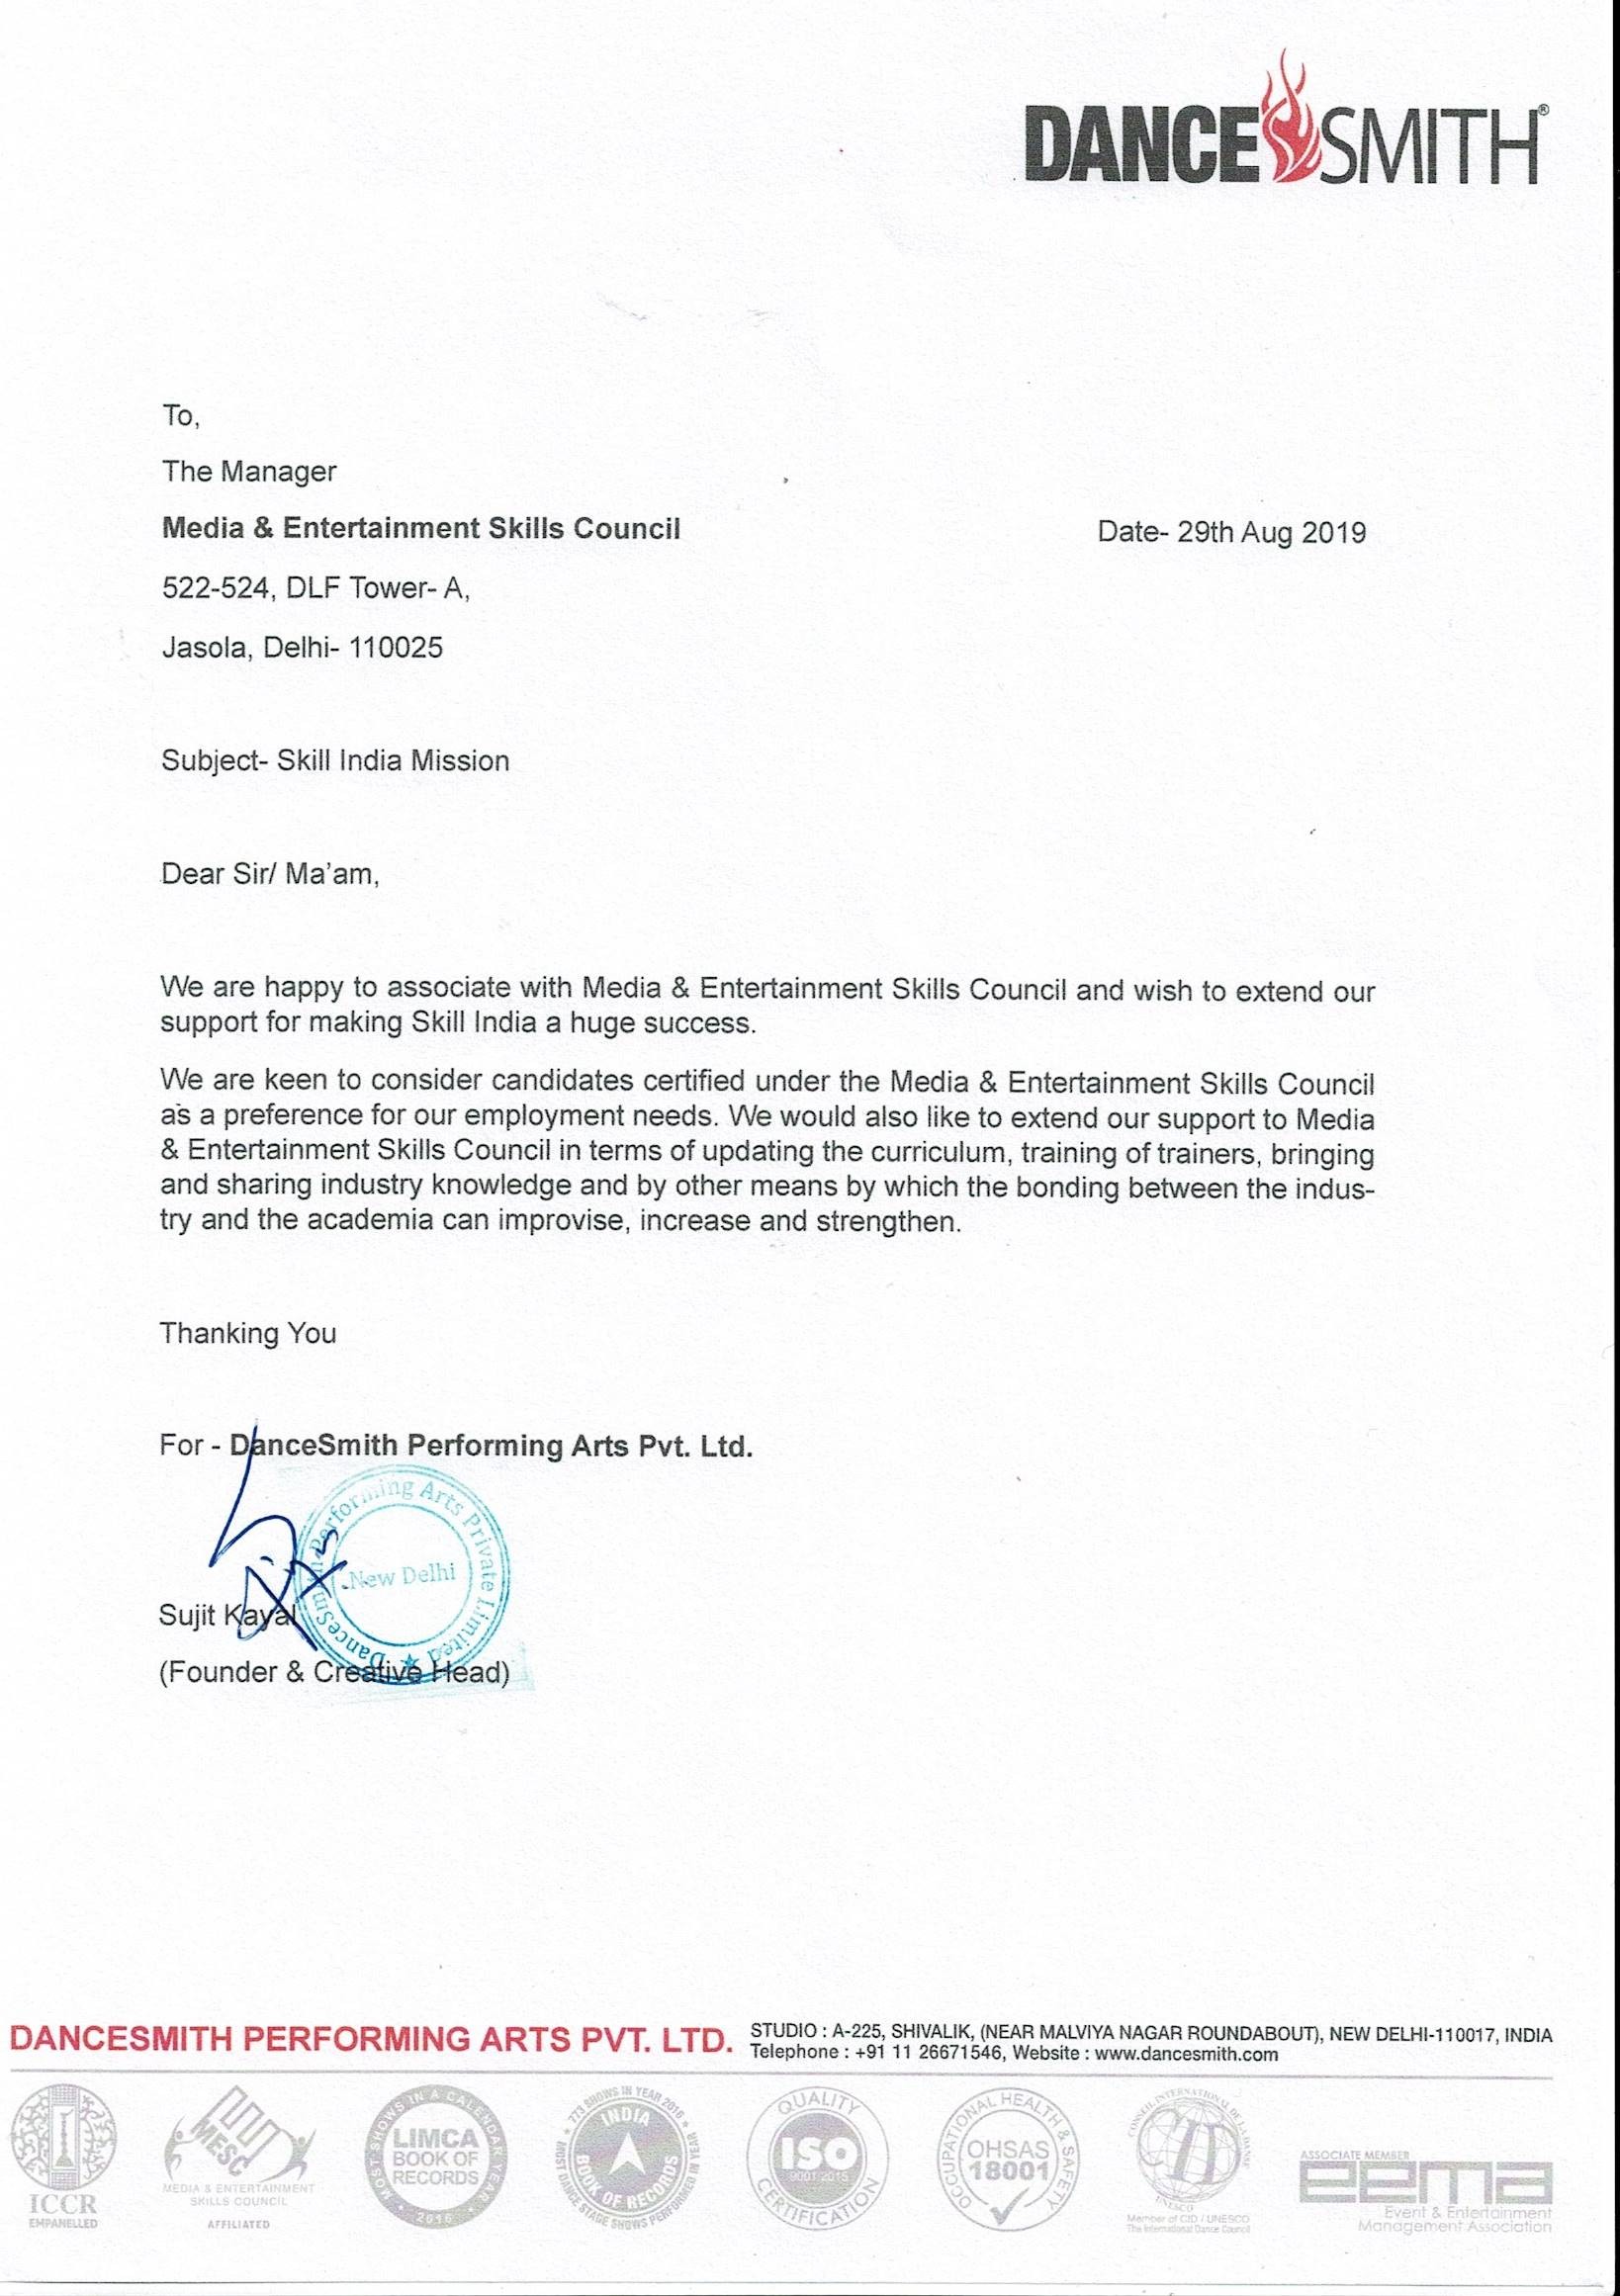 DANCE SMITH®
To,
The Manager
Media & Entertainment Skills Council
Date- 29th Aug 2019
522-524, DLF Tower- A,
Jasola, Delhi- 110025
Subject- Skill India Mission
Dear Sir/ Ma'am,
We are happy to associate with Media & Entertainment Skills Council and wish to extend our
support for making Skill India a huge success.
We are keen to consider candidates certified under the Media & Entertainment Skills Council
as a preference for our employment needs. We would also like to extend our support to Media
& Entertainment Skills Council in terms of updating the curriculum, training of trainers, bringing
and sharing industry knowledge and by other means by which the bonding between the indus-
try and the academia can improvise, increase and strengthen.
Thanking You
For - DanceSmith Performing Arts Pvt. Ltd.
DanceSmith Performing Arts Private Limited
New Delhi
Sujit Kayal
(Founder & Creative Head)
DANCESMITH PERFORMING ARTS PVT. LTD.
STUDIO : A-225, SHIVALIK, (NEAR MALVIYA NAGAR ROUNDABOUT), NEW DELHI-110017, INDIA
Telephone : +91 11 26671546, Website : www.dancesmith.com
ICCR
EMPANELLED
MESC
MEDIA & ENTERTAINMENT
SKILLS COUNCIL
AFFILIATED
MOST SHOWS IN A CALENDAR YEAR
LIMCA
BOOK OF
RECORDS
2016
773 SHOWS IN YEAR 2016
INDIA
BOOK OF RECORDS
MOST DANCE STAGE SHOWS PERFORMED IN YEAR
QUALITY
ISO
9001:2015
CERTIFICATION
OCCUPATIONAL HEALTH & SAFETY
OHSAS
18001
CONSEIL INTERNATIONAL DE LA DANSE
UNESCO
Member of CID / UNESCO
The International Dance Council
ASSOCIATE MEMBER
eema
Event & Entertainment
Management Association